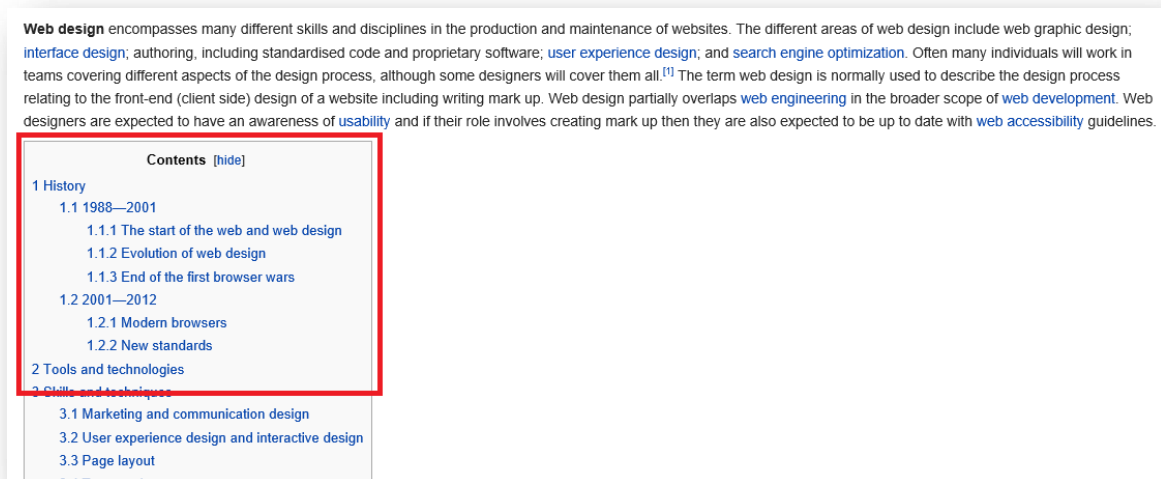 Web design encompasses many different skills and disciplines in the production and maintenance of websites. The different areas of web design include web graphic design;
interface design; authoring, including standardised code and proprietary software; user experience design; and search engine optimization. Often many individuals will work in
teams covering different aspects of the design process, although some designers will cover them all.[1] The term web design is normally used to describe the design process
relating to the front-end (client side) design of a website including writing mark up. Web design partially overlaps web engineering in the broader scope of web development. Web
designers are expected to have an awareness of usability and if their role involves creating mark up then they are also expected to be up to date with web accessibility guidelines.
Contents [hide]
1 History
1.1 1988—2001
1.1.1 The start of the web and web design
1.1.2 Evolution of web design
1.1.3 End of the first browser wars
1.2 2001—2012
1.2.1 Modern browsers
1.2.2 New standards
2 Tools and technologies
3 Skills and techniques
3.1 Marketing and communication design
3.2 User experience design and interactive design
3.3 Page layout